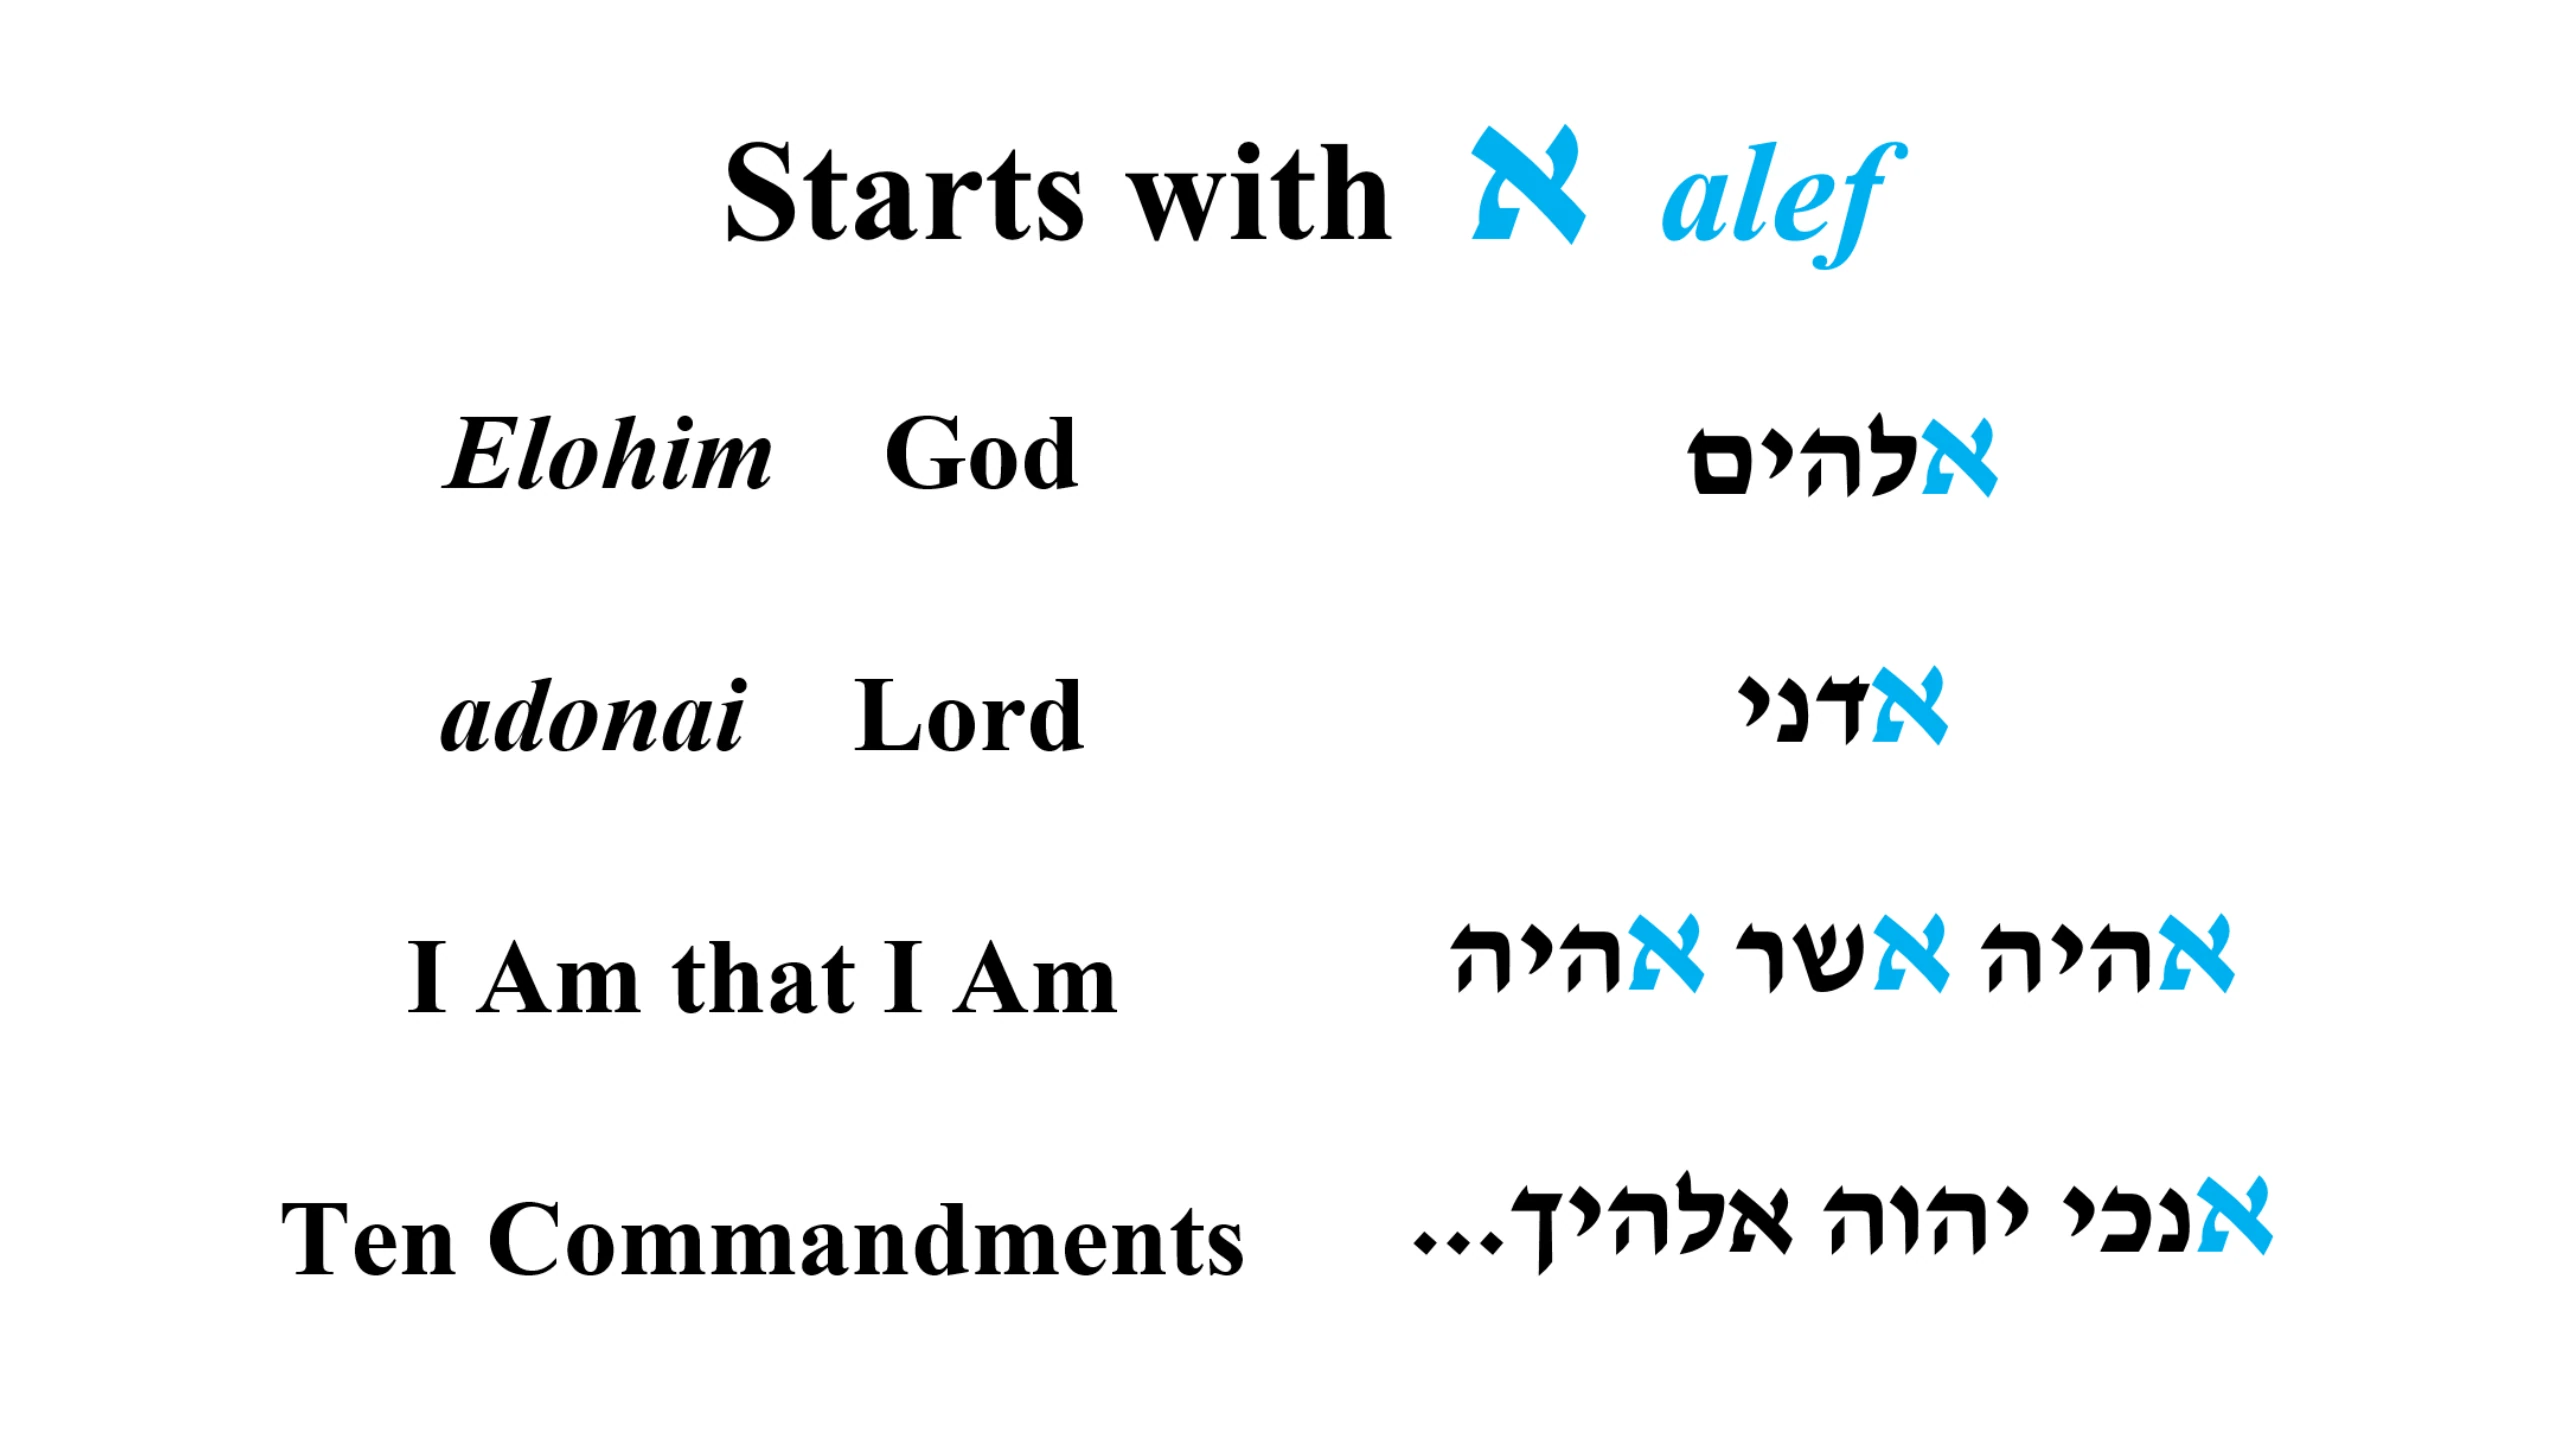 Starts with א alef
Elohim God אלהים
adonai Lord אדני
I Am that I Am אהיה אשר אהיה
Ten Commandments אנכי יהוה אלהיך...